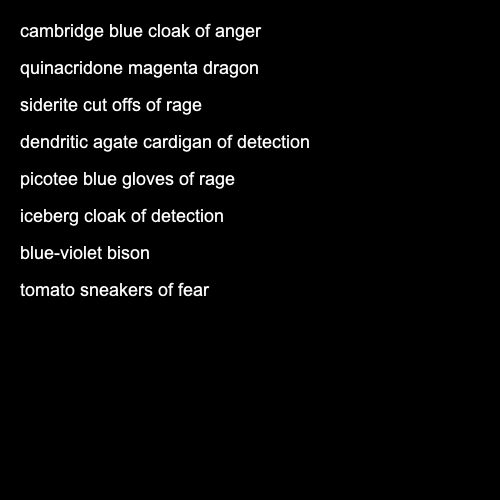 cambridge blue cloak of anger
quinacridone magenta dragon
siderite cut offs of rage
dendritic agate cardigan of detection
picotee blue gloves of rage
iceberg cloak of detection
blue-violet bison
tomato sneakers of fear